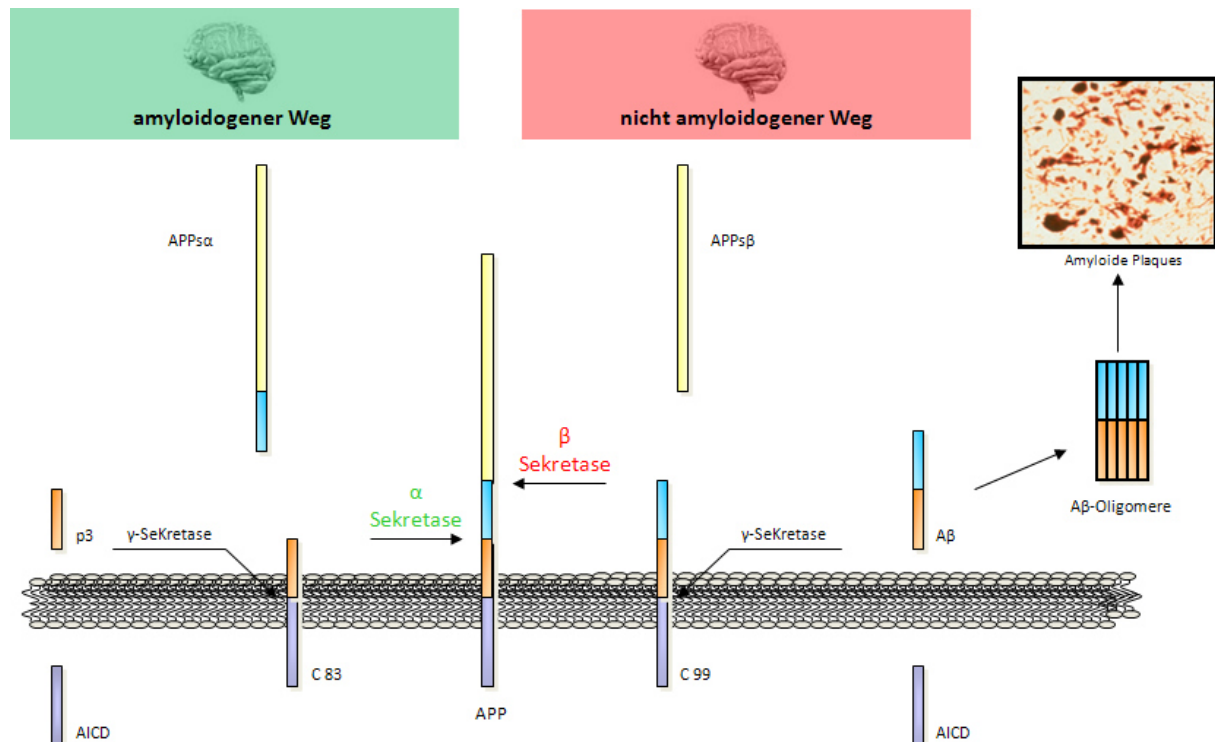 amyloidogener Weg
nicht amyloidogener Weg
APPsα
APPsβ
Amyloide Plaques
β
Sekretase
α
Sekretase
Aβ-Oligomere
p3
γ-SeKretase
γ-SeKretase
Aβ
C 83
C 99
APP
AICD
AICD